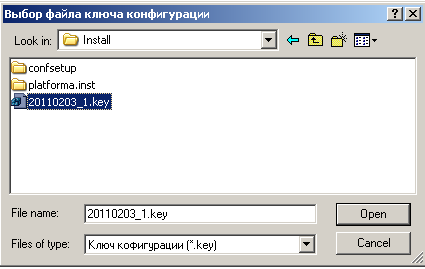 Выбор файла ключа конфигурации
Look in: Install
confsetup
platforma.inst
20110203_1.key
File name: 20110203_1.key Open
Files of type: Ключ кофигурации (*.key) Cancel